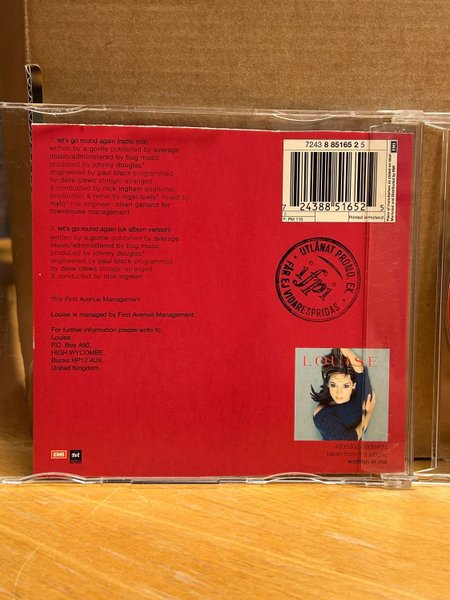 1. let's go round again (radio mix)
written by a.gorrie published by average
music/administered by bug music
produced by johnny douglas*
engineered by paul black programmed
by dave clews strings: arranged
& conducted by nick ingham additional
production & remix by nigel lowis* mixed by
mylo* mix engineer: niven garland for
townhouse management.
2. let's go round again (uk album version)
written by a.gorrie published by average
music/administered by bug music
produced by johnny douglas*
engineered by paul black programmed
by dave clews strings: arranged
& conducted by nick ingman
*For First Avenue Management
Louise is managed by First Avenue Management.
For further information please write to:
Louise,
P.O. Box 460,
HIGH WYCOMBE,
Bucks HP12 4UX,
United Kingdom
EMI
7243 8 85165 2 5
7 24388 51652 5
F: PM 110
Printed in Holland
UTLÅNAT PROMO. EX.
ifpi
FÅR EJ VIDARESPRIDAS
LOUISE
taken from the album
woman in me